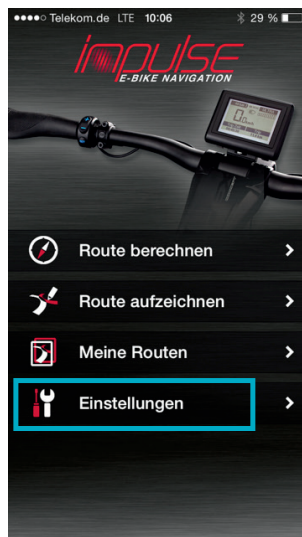 Telekom.de LTE 10:06 29 %
impulse
E-BIKE NAVIGATION
Route berechnen
Route aufzeichnen
Meine Routen
Einstellungen